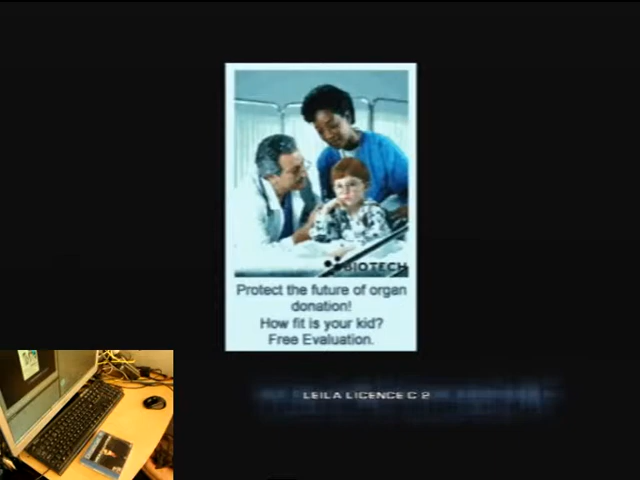 BIOTECH
Protect the future of organ
donation!
How fit is your kid?
Free Evaluation.
LEILA LICENCE C 2